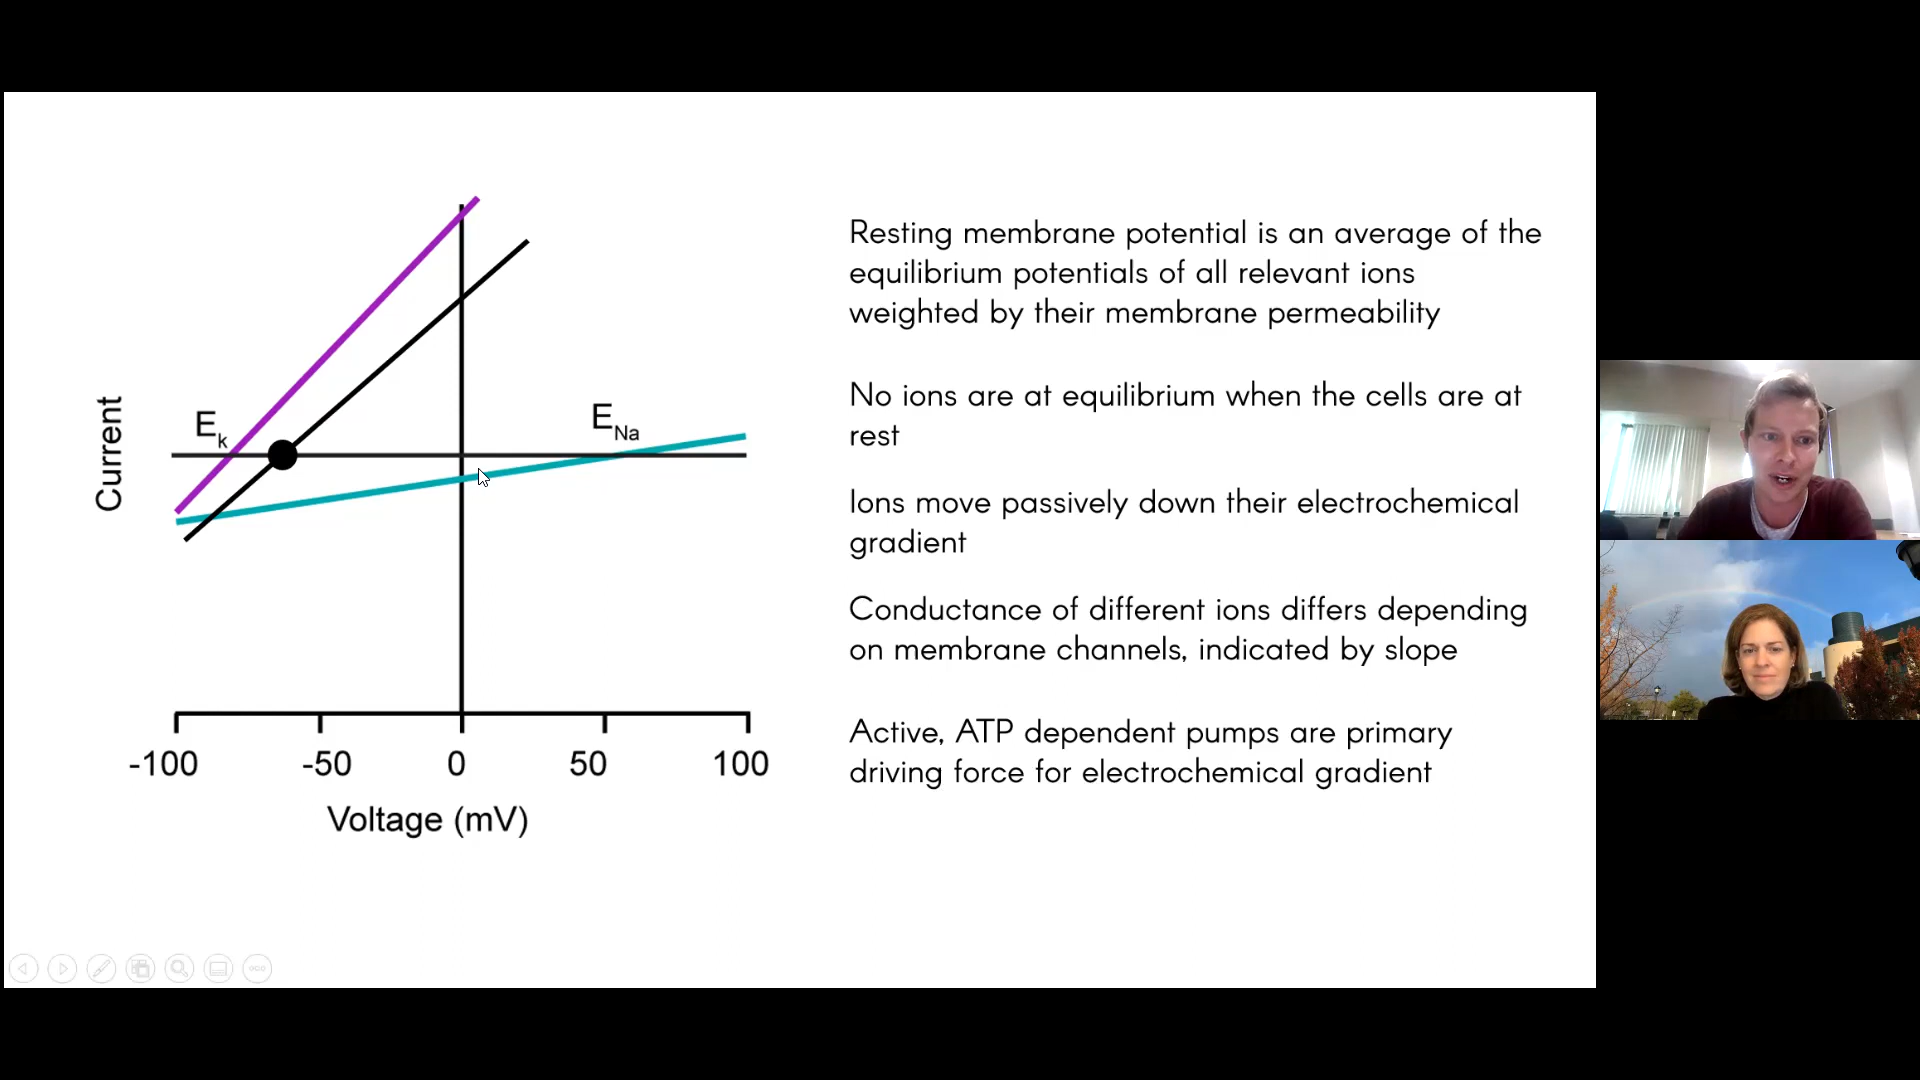 Resting membrane potential is an average of the
equilibrium potentials of all relevant ions
weighted by their membrane permeability
No ions are at equilibrium when the cells are at
rest
Ions move passively down their electrochemical
gradient
Conductance of different ions differs depending
on membrane channels, indicated by slope
Active, ATP dependent pumps are primary
driving force for electrochemical gradient
Current
Ek
ENa
-100 -50 0 50 100
Voltage (mV)